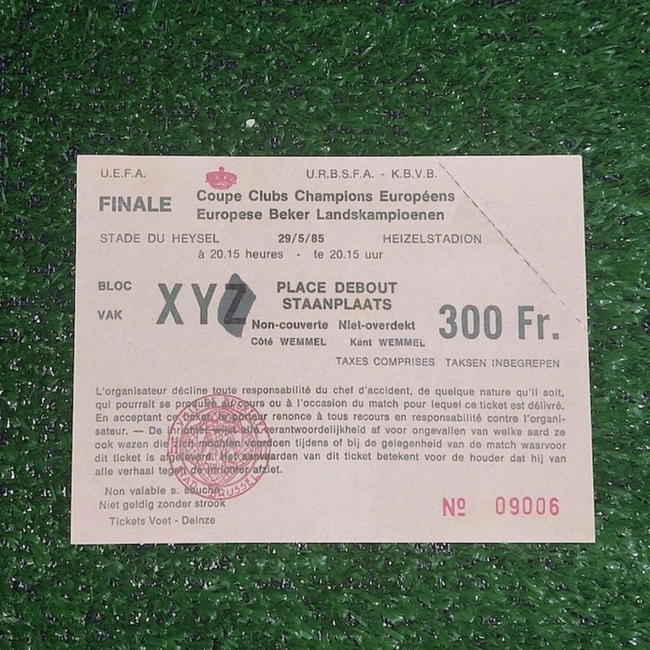 U.E.F.A. U.R.B.S.F.A. - K.B.V.B.
FINALE Coupe Clubs Champions Européens
Europese Beker Landskampioenen
STADE DU HEYSEL 29/5/85 HEIZELSTADION
à 20.15 heures - te 20.15 uur
BLOC
VAK
XYZ
PLACE DEBOUT
STAANPLAATS
Non-couverte Niet-overdekt
Côté WEMMEL Kant WEMMEL
300 Fr.
TAXES COMPRISES TAKSEN INBEGREPEN
L'organisateur décline toute responsabilité du chef d'accident, de quelque nature qu'il soit,
qui pourrait se produire au cours ou à l'occasion du match pour lequel ce ticket est délivré.
En acceptant ce ticket, le porteur renonce à tous recours en responsabilité contre l'organi-
sateur. — De inrichter wijst alle verantwoordelijkheid af voor ongevallen van welke aard ze
ook wezen die zich mochten voordoen tijdens of bij de gelegenheid van de match waarvoor
dit ticket is afgeleverd. Het aanvaarden van dit ticket betekent voor de houder dat hij van
alle verhaal tegen de inrichter afziet.
Non valable s. souche
Niet geldig zonder strook
Tickets Voet - Deinze
Nº 09006